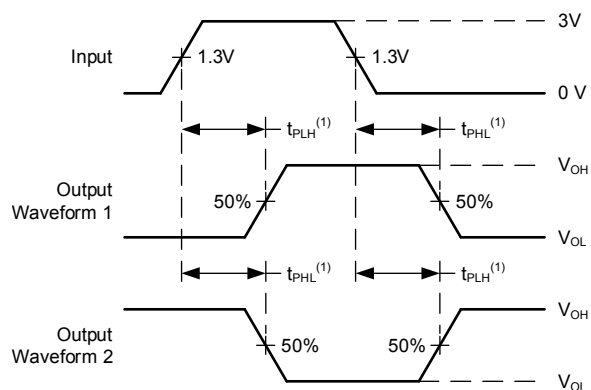 3V
Input
1.3V
1.3V
0 V
tPLH(1)
tPHL(1)
VOH
Output
Waveform 1
50%
50%
VOL
tPHL(1)
tPLH(1)
VOH
Output
Waveform 2
50%
50%
VOL